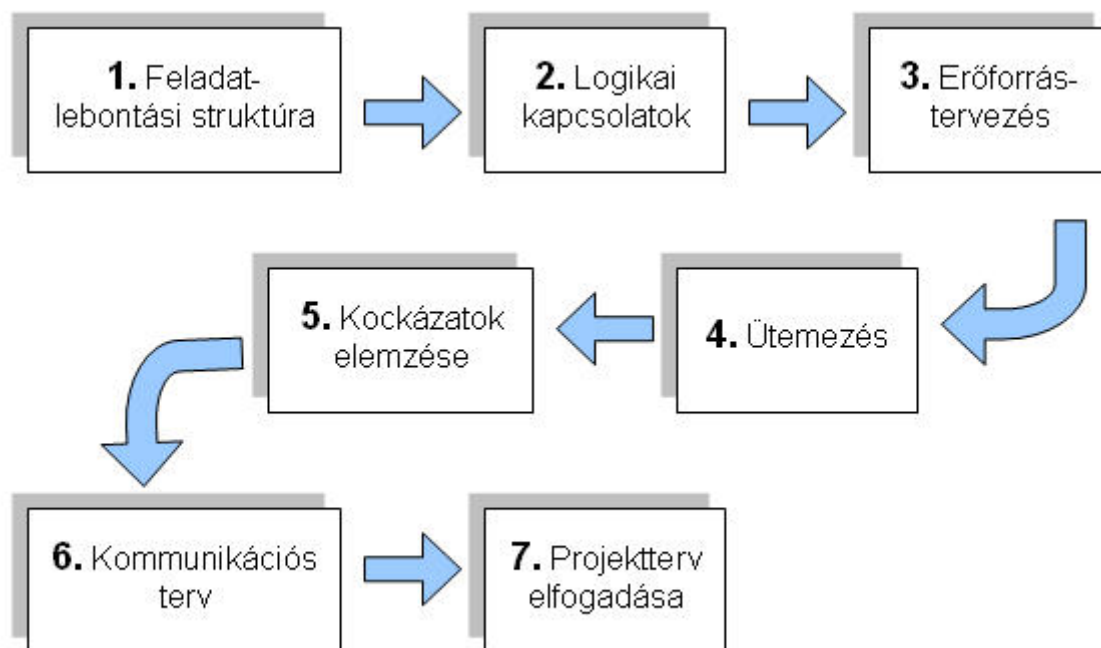 1. Feladat-
lebontási struktúra
2. Logikai
kapcsolatok
3. Erőforrás-
tervezés
4. Ütemezés
5. Kockázatok
elemzése
6. Kommunikációs
terv
7. Projektterv
elfogadása